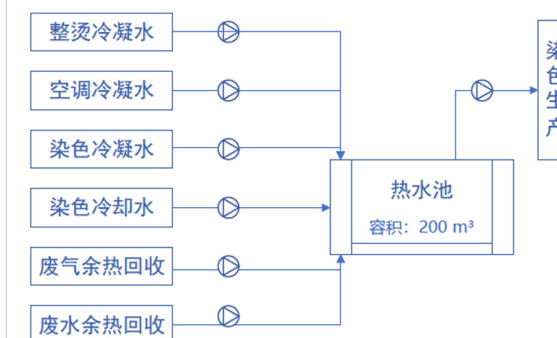 整烫冷凝水
空调冷凝水
染色冷凝水
染色冷却水
废气余热回收
废水余热回收
热水池
容积：200 m³
染
色
生
产